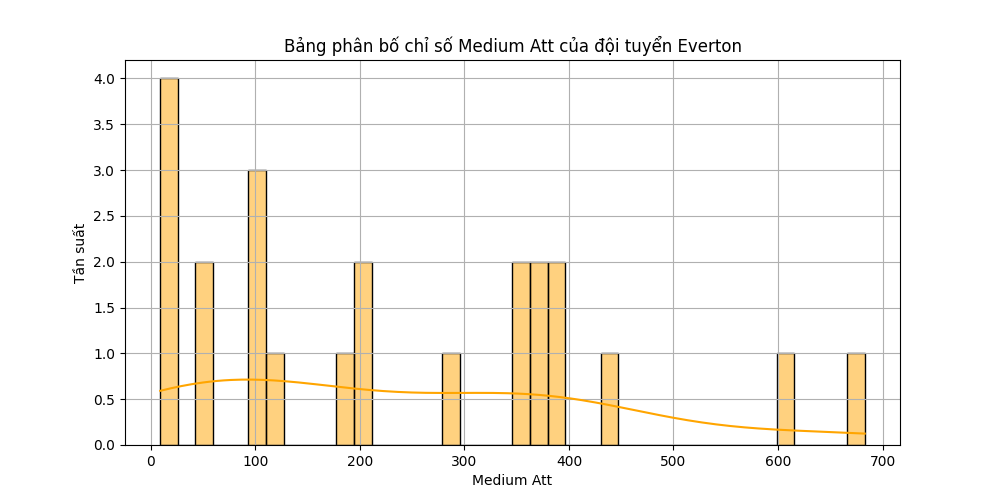 Bảng phân bố chỉ số Medium Att của đội tuyển Everton
Tần suất
4.0
3.5
3.0
2.5
2.0
1.5
1.0
0.5
0.0
0 100 200 300 400 500 600 700
Medium Att